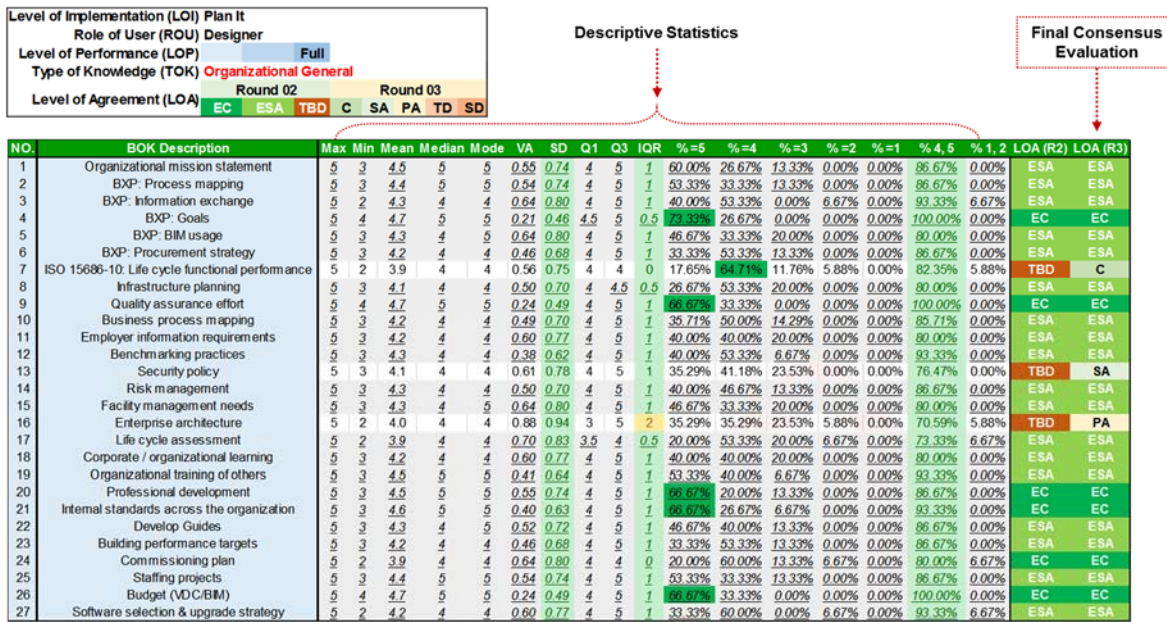 Level of Implementation (LOI) Plan It
Role of User (ROU) Designer
Level of Performance (LOP) Full
Type of Knowledge (TOK) Organizational General
Level of Agreement (LOA) Round 02 Round 03
EC ESA TBD C SA PA TD SD
Descriptive Statistics
Final Consensus
Evaluation
NO. BOK Description Max Min Mean Median Mode VA SD Q1 Q3 IQR %=5 %=4 %=3 %=2 %=1 % 4, 5 % 1, 2 LOA (R2) LOA (R3)
1 Organizational mission statement 5 3 4.5 5 5 0.55 0.74 4 5 1 60.00% 26.67% 13.33% 0.00% 0.00% 86.67% 0.00% ESA ESA
2 BXP: Process mapping 5 3 4.4 5 5 0.54 0.74 4 5 1 53.33% 33.33% 13.33% 0.00% 0.00% 86.67% 0.00% ESA ESA
3 BXP: Information exchange 5 2 4.3 4 4 0.64 0.80 4 5 1 40.00% 53.33% 0.00% 6.67% 0.00% 93.33% 6.67% ESA ESA
4 BXP: Goals 5 4 4.7 5 5 0.21 0.46 4.5 5 0.5 73.33% 26.67% 0.00% 0.00% 0.00% 100.00% 0.00% EC EC
5 BXP: BIM usage 5 3 4.3 4 5 0.64 0.80 4 5 1 46.67% 33.33% 20.00% 0.00% 0.00% 80.00% 0.00% ESA ESA
6 BXP: Procurement strategy 5 3 4.2 4 4 0.46 0.68 4 5 1 33.33% 53.33% 13.33% 0.00% 0.00% 86.67% 0.00% ESA ESA
7 ISO 15686-10: Life cycle functional performance 5 2 3.9 4 4 0.56 0.75 4 4 0 17.65% 64.71% 11.76% 5.88% 0.00% 82.35% 5.88% TBD C
8 Infrastructure planning 5 3 4.1 4 4 0.50 0.70 4 4.5 0.5 26.67% 53.33% 20.00% 0.00% 0.00% 80.00% 0.00% ESA ESA
9 Quality assurance effort 5 4 4.7 5 5 0.24 0.49 4 5 1 66.67% 33.33% 0.00% 0.00% 0.00% 100.00% 0.00% EC EC
10 Business process mapping 5 3 4.2 4 4 0.49 0.70 4 5 1 35.71% 50.00% 14.29% 0.00% 0.00% 85.71% 0.00% ESA ESA
11 Employer information requirements 5 3 4.2 4 4 0.60 0.77 4 5 1 40.00% 40.00% 20.00% 0.00% 0.00% 80.00% 0.00% ESA ESA
12 Benchmarking practices 5 3 4.3 4 4 0.38 0.62 4 5 1 40.00% 53.33% 6.67% 0.00% 0.00% 93.33% 0.00% ESA ESA
13 Security policy 5 3 4.1 4 4 0.61 0.78 4 5 1 35.29% 41.18% 23.53% 0.00% 0.00% 76.47% 0.00% TBD SA
14 Risk management 5 3 4.3 4 4 0.50 0.70 4 5 1 40.00% 46.67% 13.33% 0.00% 0.00% 86.67% 0.00% ESA ESA
15 Facility management needs 5 3 4.3 4 5 0.64 0.80 4 5 1 46.67% 33.33% 20.00% 0.00% 0.00% 80.00% 0.00% ESA ESA
16 Enterprise architecture 5 2 4.0 4 4 0.88 0.94 3 5 2 35.29% 35.29% 23.53% 5.88% 0.00% 70.59% 5.88% TBD PA
17 Life cycle assessment 5 2 3.9 4 4 0.70 0.83 3.5 4 0.5 20.00% 53.33% 20.00% 6.67% 0.00% 73.33% 6.67% ESA ESA
18 Corporate / organizational learning 5 3 4.2 4 4 0.60 0.77 4 5 1 40.00% 40.00% 20.00% 0.00% 0.00% 80.00% 0.00% ESA ESA
19 Organizational training of others 5 3 4.5 5 5 0.41 0.64 4 5 1 53.33% 40.00% 6.67% 0.00% 0.00% 93.33% 0.00% ESA ESA
20 Professional development 5 3 4.5 5 5 0.55 0.74 4 5 1 66.67% 20.00% 13.33% 0.00% 0.00% 86.67% 0.00% EC EC
21 Internal standards across the organization 5 3 4.6 5 5 0.40 0.63 4 5 1 66.67% 26.67% 6.67% 0.00% 0.00% 93.33% 0.00% EC EC
22 Develop Guides 5 3 4.3 4 5 0.52 0.72 4 5 1 46.67% 40.00% 13.33% 0.00% 0.00% 86.67% 0.00% ESA ESA
23 Building performance targets 5 3 4.2 4 4 0.46 0.68 4 5 1 33.33% 53.33% 13.33% 0.00% 0.00% 86.67% 0.00% ESA ESA
24 Commissioning plan 5 2 3.9 4 4 0.64 0.80 4 4 0 20.00% 60.00% 13.33% 6.67% 0.00% 80.00% 6.67% EC EC
25 Staffing projects 5 3 4.4 5 5 0.54 0.74 4 5 1 53.33% 33.33% 13.33% 0.00% 0.00% 86.67% 0.00% ESA ESA
26 Budget (VDC/BIM) 5 4 4.7 5 5 0.24 0.49 4 5 1 66.67% 33.33% 0.00% 0.00% 0.00% 100.00% 0.00% EC EC
27 Software selection & upgrade strategy 5 2 4.2 4 4 0.60 0.77 4 5 1 33.33% 60.00% 0.00% 6.67% 0.00% 93.33% 6.67% ESA ESA